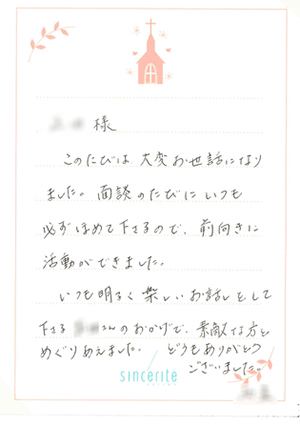 様
このたびは 大変お世話になり
ました。面談のたびにいつも
必ずほめて下さるので、前向きに
活動ができました。
いつも明るく楽しいお話しをして
下さる さんのおかげで、素敵な方と
めぐりあえました。 どうもありがとう
ございました。
sincerite